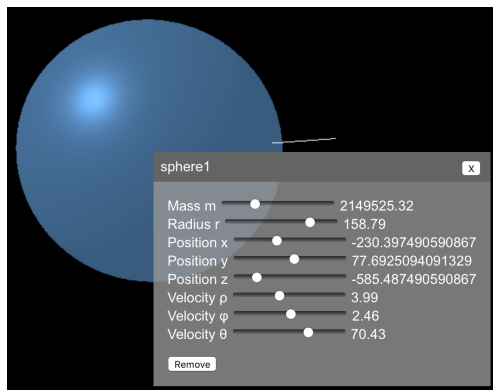 sphere1
X
Mass m 2149525.32
Radius r 158.79
Position x -230.397490590867
Position y 77.6925094091329
Position z -585.487490590867
Velocity ρ 3.99
Velocity φ 2.46
Velocity θ 70.43
Remove